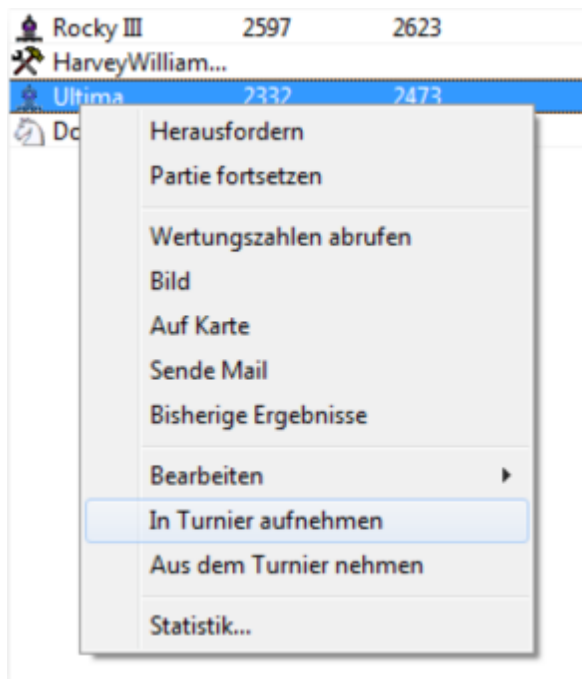 Rocky III 2597 2623
HarveyWilliam...
Ultima 2332 2473
Herausfordern
Partie fortsetzen
Wertungszahlen abrufen
Bild
Auf Karte
Sende Mail
Bisherige Ergebnisse
Bearbeiten
In Turnier aufnehmen
Aus dem Turnier nehmen
Statistik...